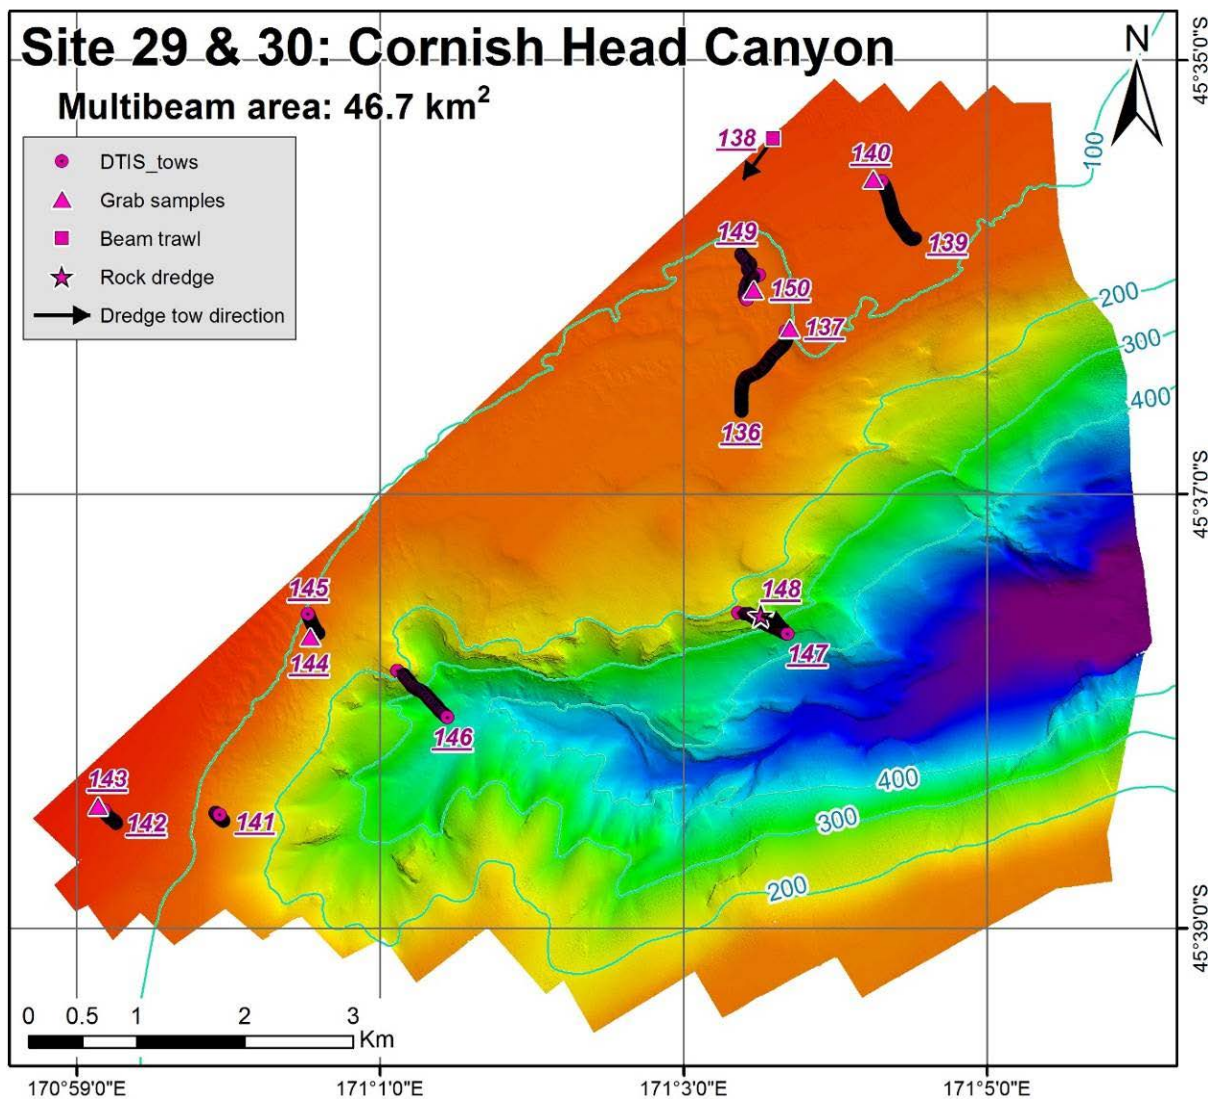 Site 29 & 30: Cornish Head Canyon
Multibeam area: 46.7 km²
N
DTIS_tows
Grab samples
Beam trawl
Rock dredge
Dredge tow direction
45°35'0"S
138
140
100
149
139
150
200
137
300
400
136
45°37'0"S
145
148
144
147
146
143
400
142
141
300
200
45°39'0"S
0 0.5 1 2 3
Km
170°59'0"E 171°1'0"E 171°3'0"E 171°5'0"E